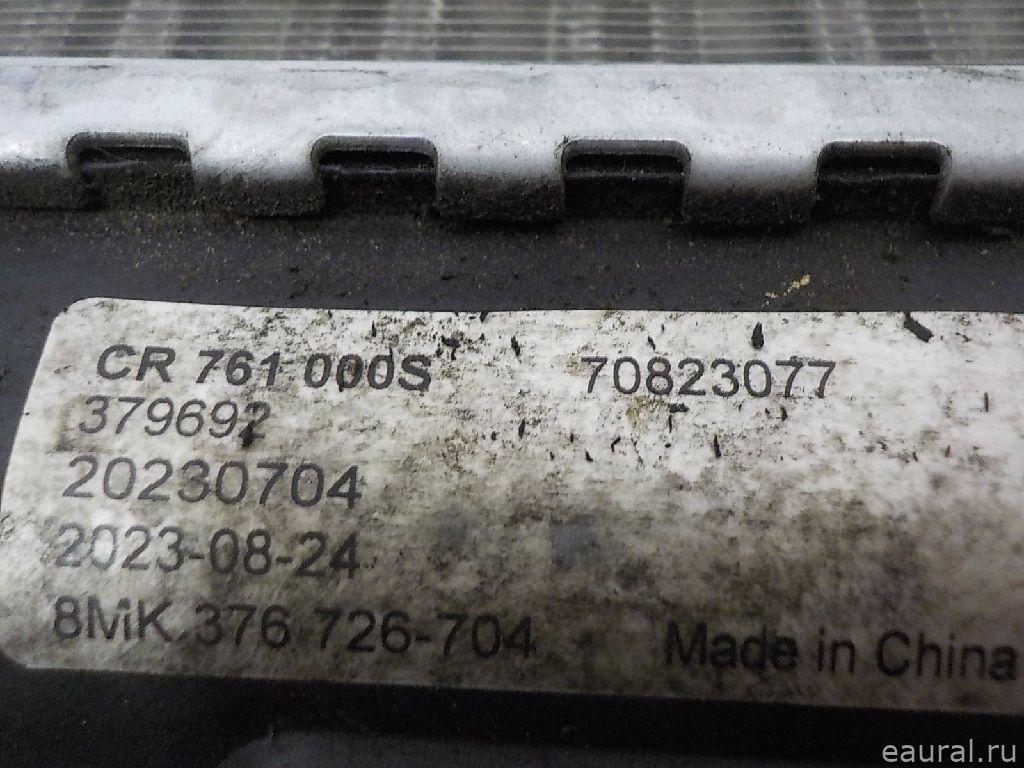 CR 761 000S 70823077
379692
20230704
2023-08-24
8MK 376 726-704 Made in China
eaural.ru